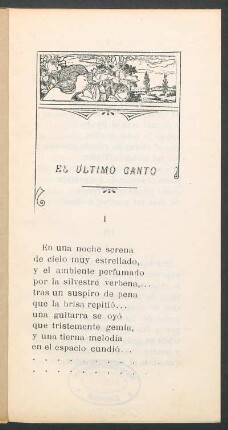 EL ÚLTIMO CANTO
I
En una noche serena
de cielo muy estrellado,
y el ambiente perfumado
por la silvestre verbena,...
tras un suspiro de pena
que la brisa repitió...
una guitarra se oyó
que tristemente gemía,
y una tierna melodía
en el espacio cundió...
. . . . . . . . . .
. . . . . . . . . .